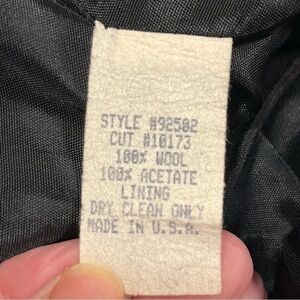 STYLE #92502
CUT #10173
100% WOOL
100% ACETATE
LINING
DRY CLEAN ONLY
MADE IN U.S.A.